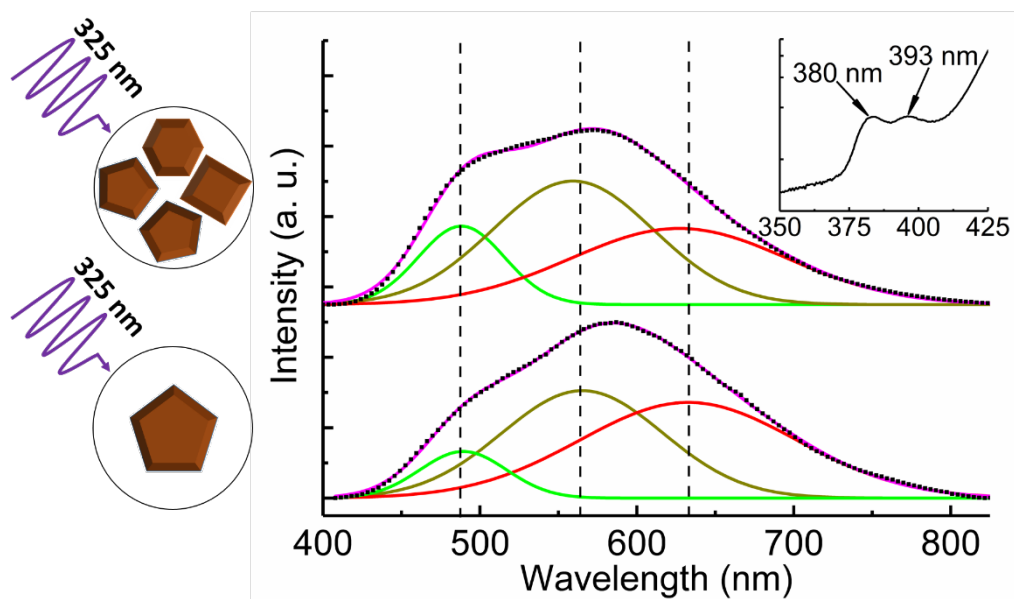 325 nm
325 nm
Intensity (a. u.)
380 nm
393 nm
350 375 400 425
400 500 600 700 800
Wavelength (nm)